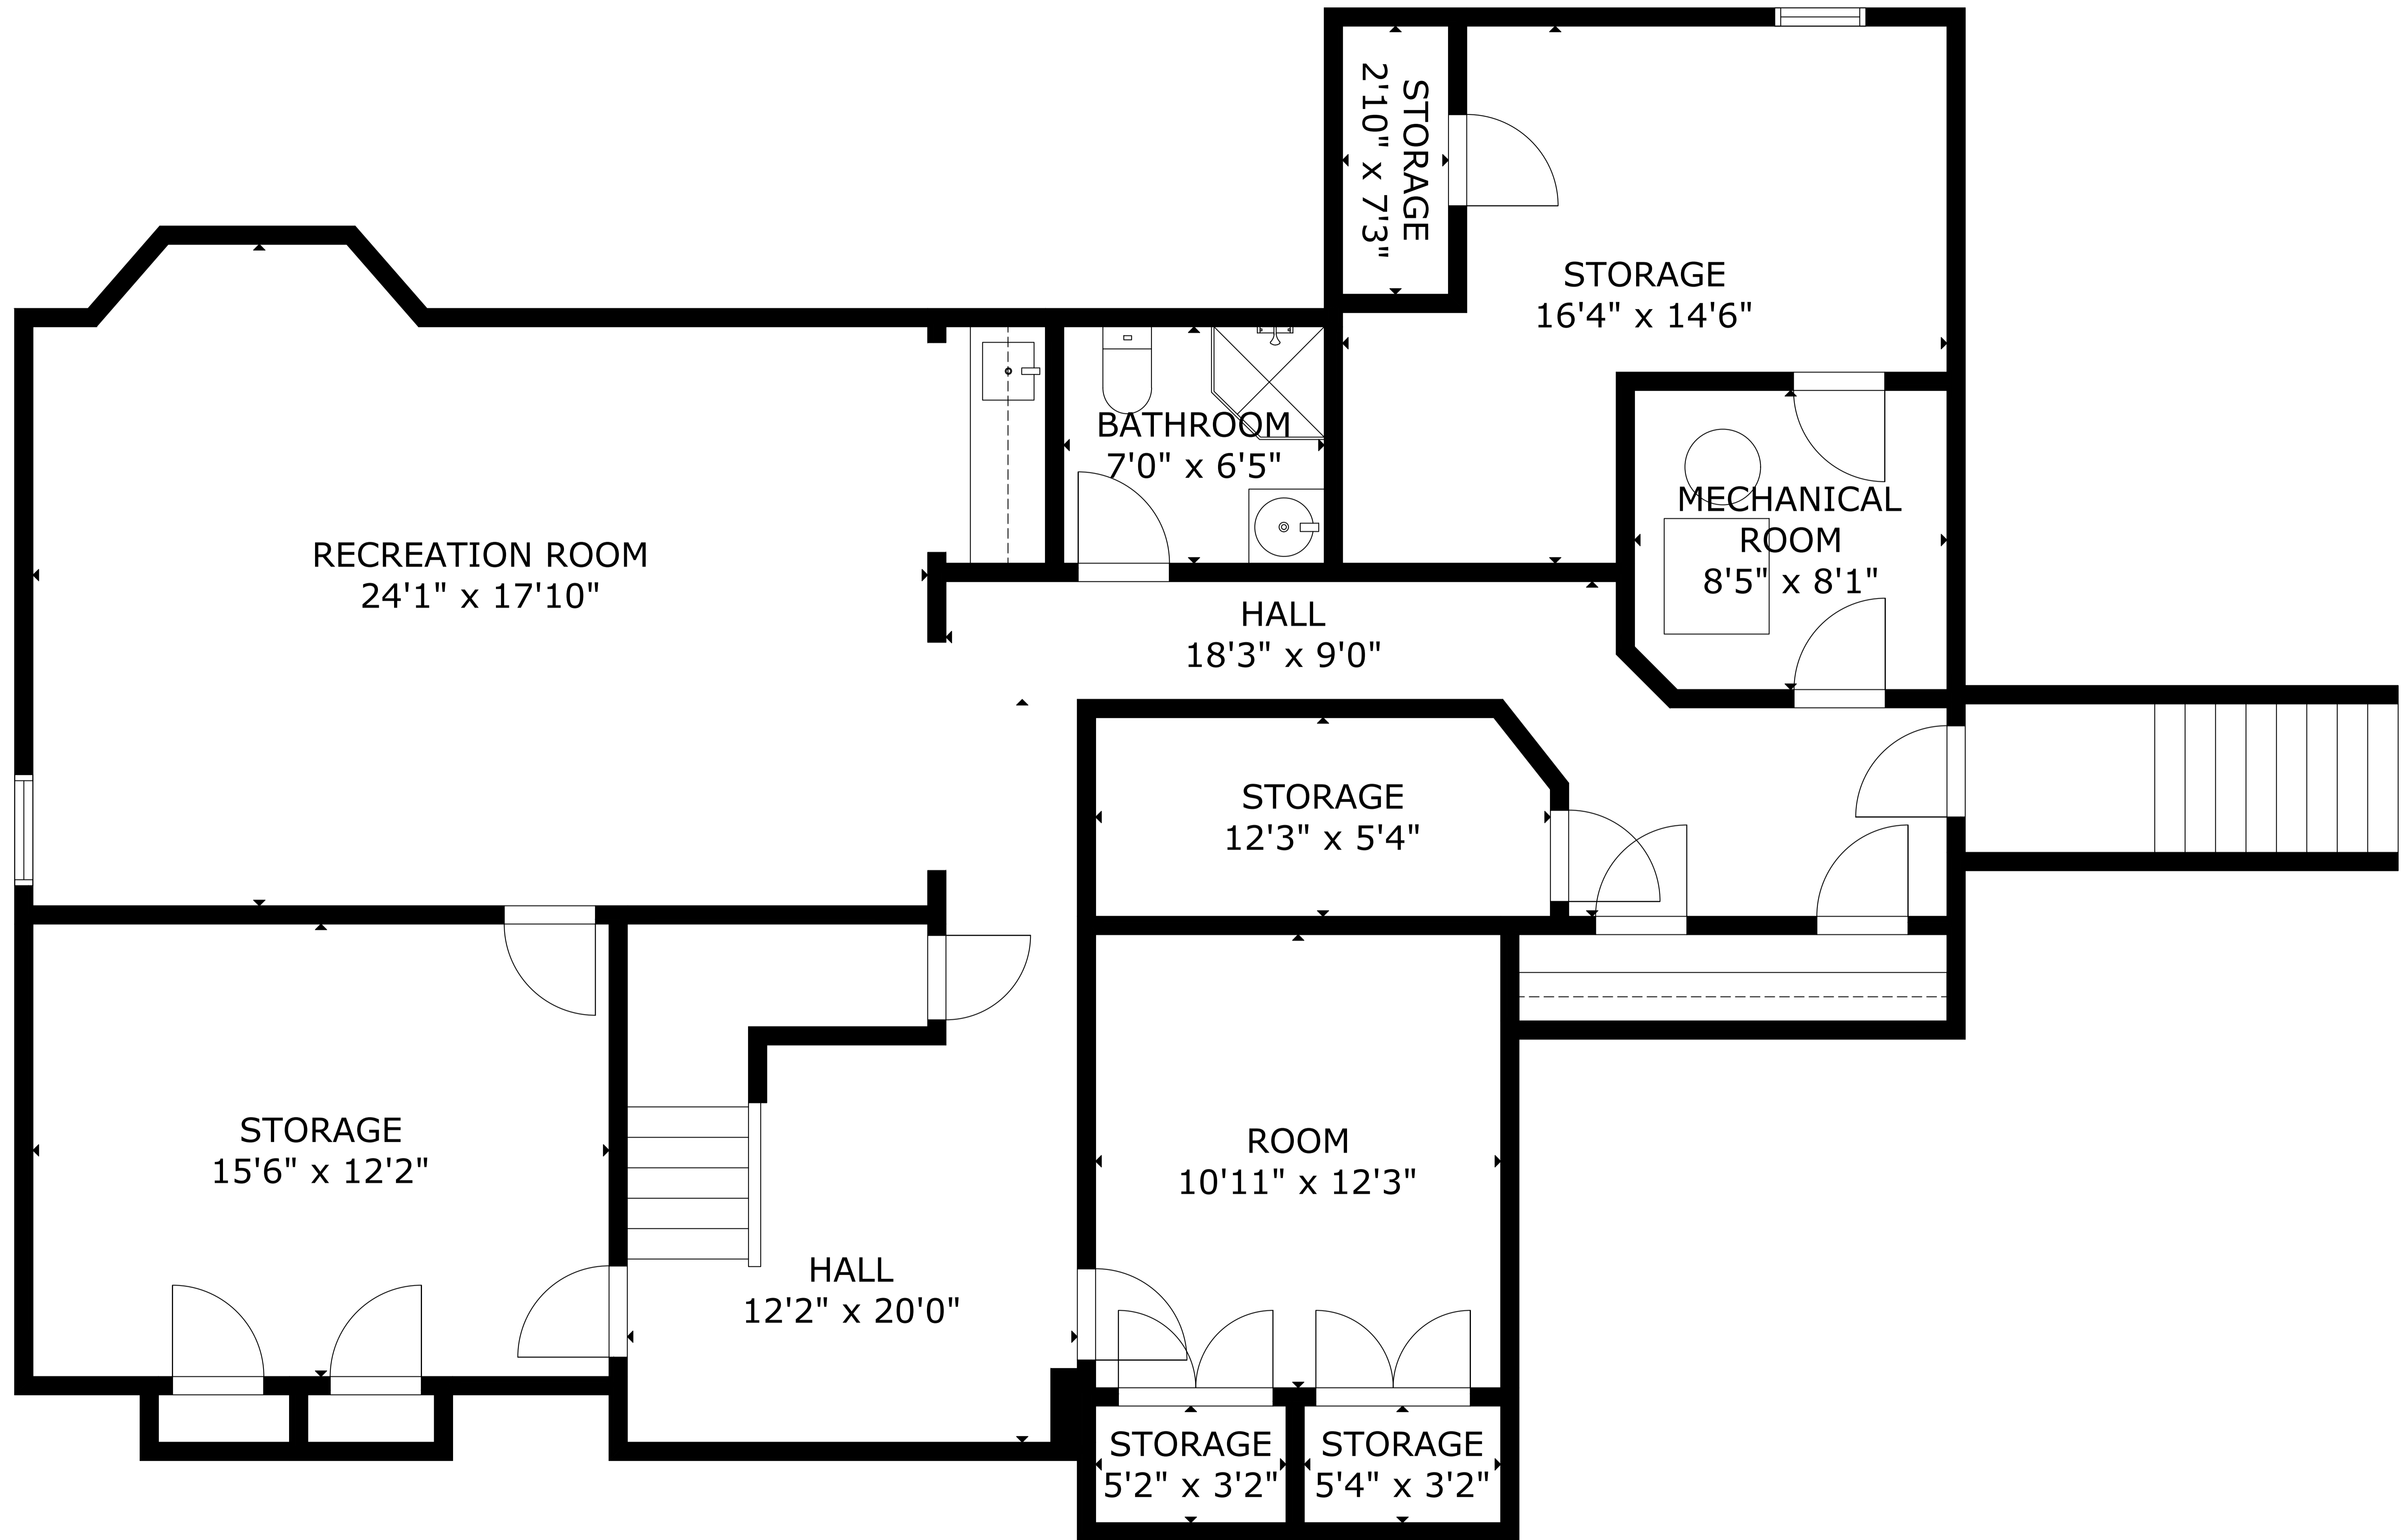 STORAGE
2'10" x 7'3"
STORAGE
16'4" x 14'6"
BATHROOM
7'0" x 6'5"
MECHANICAL
ROOM
8'5" x 8'1"
RECREATION ROOM
24'1" x 17'10"
HALL
18'3" x 9'0"
STORAGE
12'3" x 5'4"
STORAGE
15'6" x 12'2"
ROOM
10'11" x 12'3"
HALL
12'2" x 20'0"
STORAGE
5'2" x 3'2"
STORAGE
5'4" x 3'2"